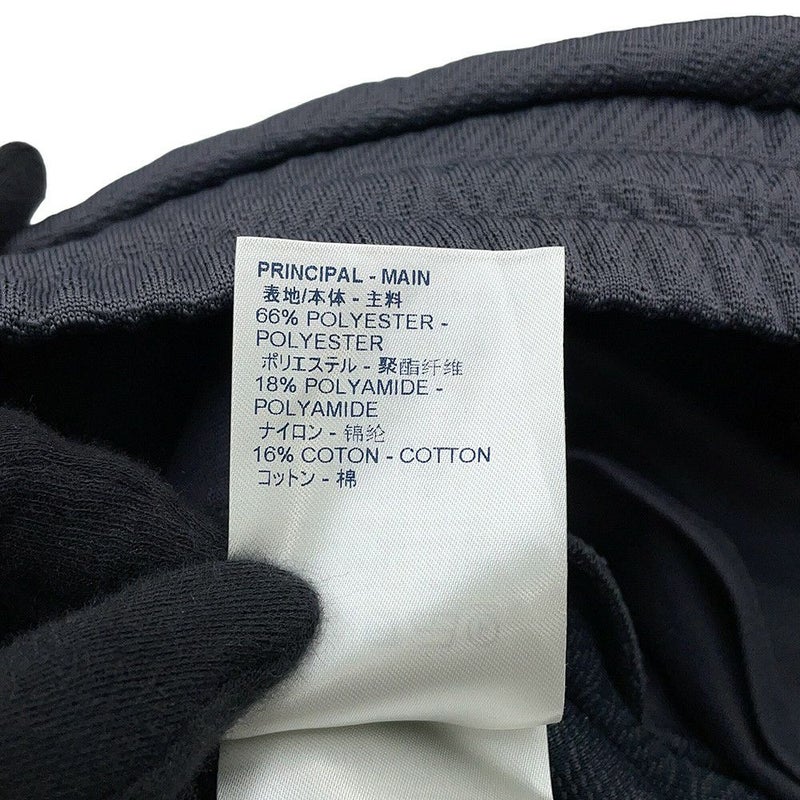 PRINCIPAL - MAIN
表地/本体 - 主料
66% POLYESTER -
POLYESTER
ポリエステル - 聚酯纤维
18% POLYAMIDE -
POLYAMIDE
ナイロン - 锦纶
16% COTON - COTTON
コットン - 棉